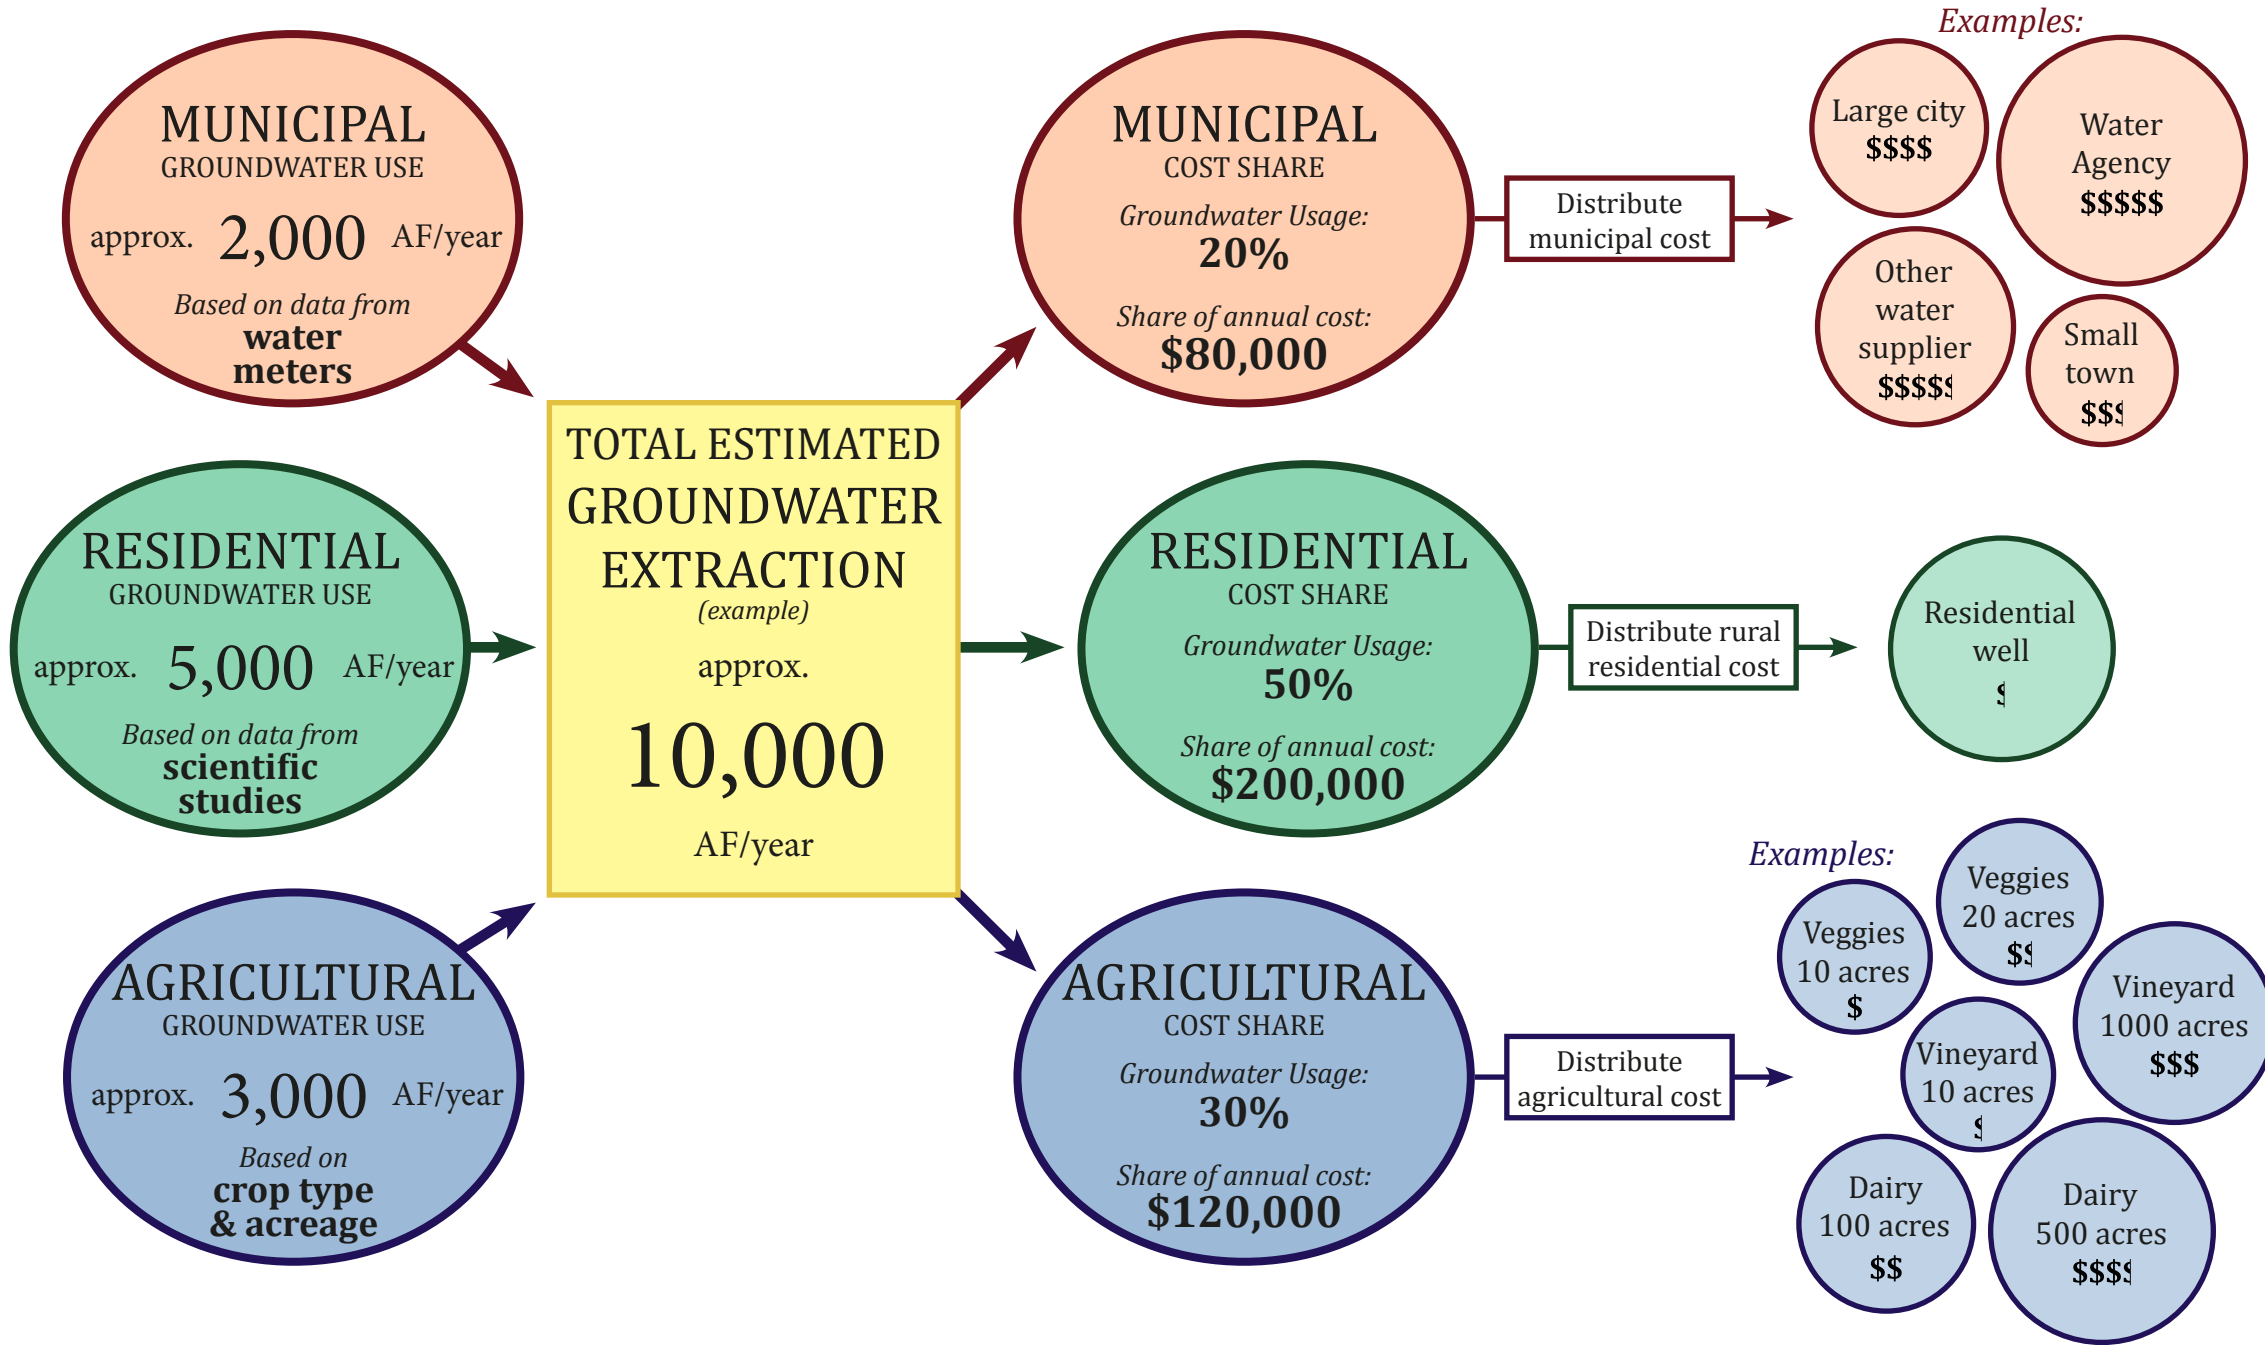 MUNICIPAL
GROUNDWATER USE
approx. 2,000 AF/year
Based on data from
water
meters
RESIDENTIAL
GROUNDWATER USE
approx. 5,000 AF/year
Based on data from
scientific
studies
AGRICULTURAL
GROUNDWATER USE
approx. 3,000 AF/year
Based on
crop type
& acreage
TOTAL ESTIMATED
GROUNDWATER
EXTRACTION
(example)
approx.
10,000
AF/year
MUNICIPAL
COST SHARE
Groundwater Usage:
20%
Share of annual cost:
$80,000
Distribute
municipal cost
Examples:
Large city
$$$$
Water
Agency
$$$$$
Other
water
supplier
$$$$$
Small
town
$$$
RESIDENTIAL
COST SHARE
Groundwater Usage:
50%
Share of annual cost:
$200,000
Distribute rural
residential cost
Residential
well
$
AGRICULTURAL
COST SHARE
Groundwater Usage:
30%
Share of annual cost:
$120,000
Distribute
agricultural cost
Examples:
Veggies
10 acres
$
Veggies
20 acres
$$
Vineyard
1000 acres
$$$
Vineyard
10 acres
$
Dairy
100 acres
$$
Dairy
500 acres
$$$$